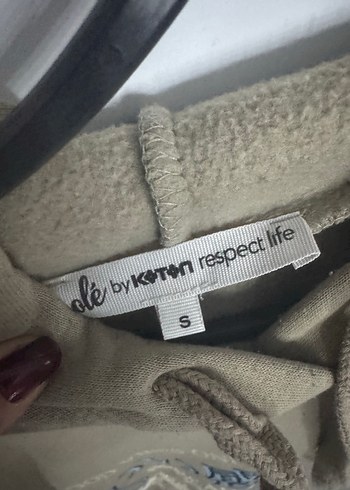 olé by KOTON respect life
S